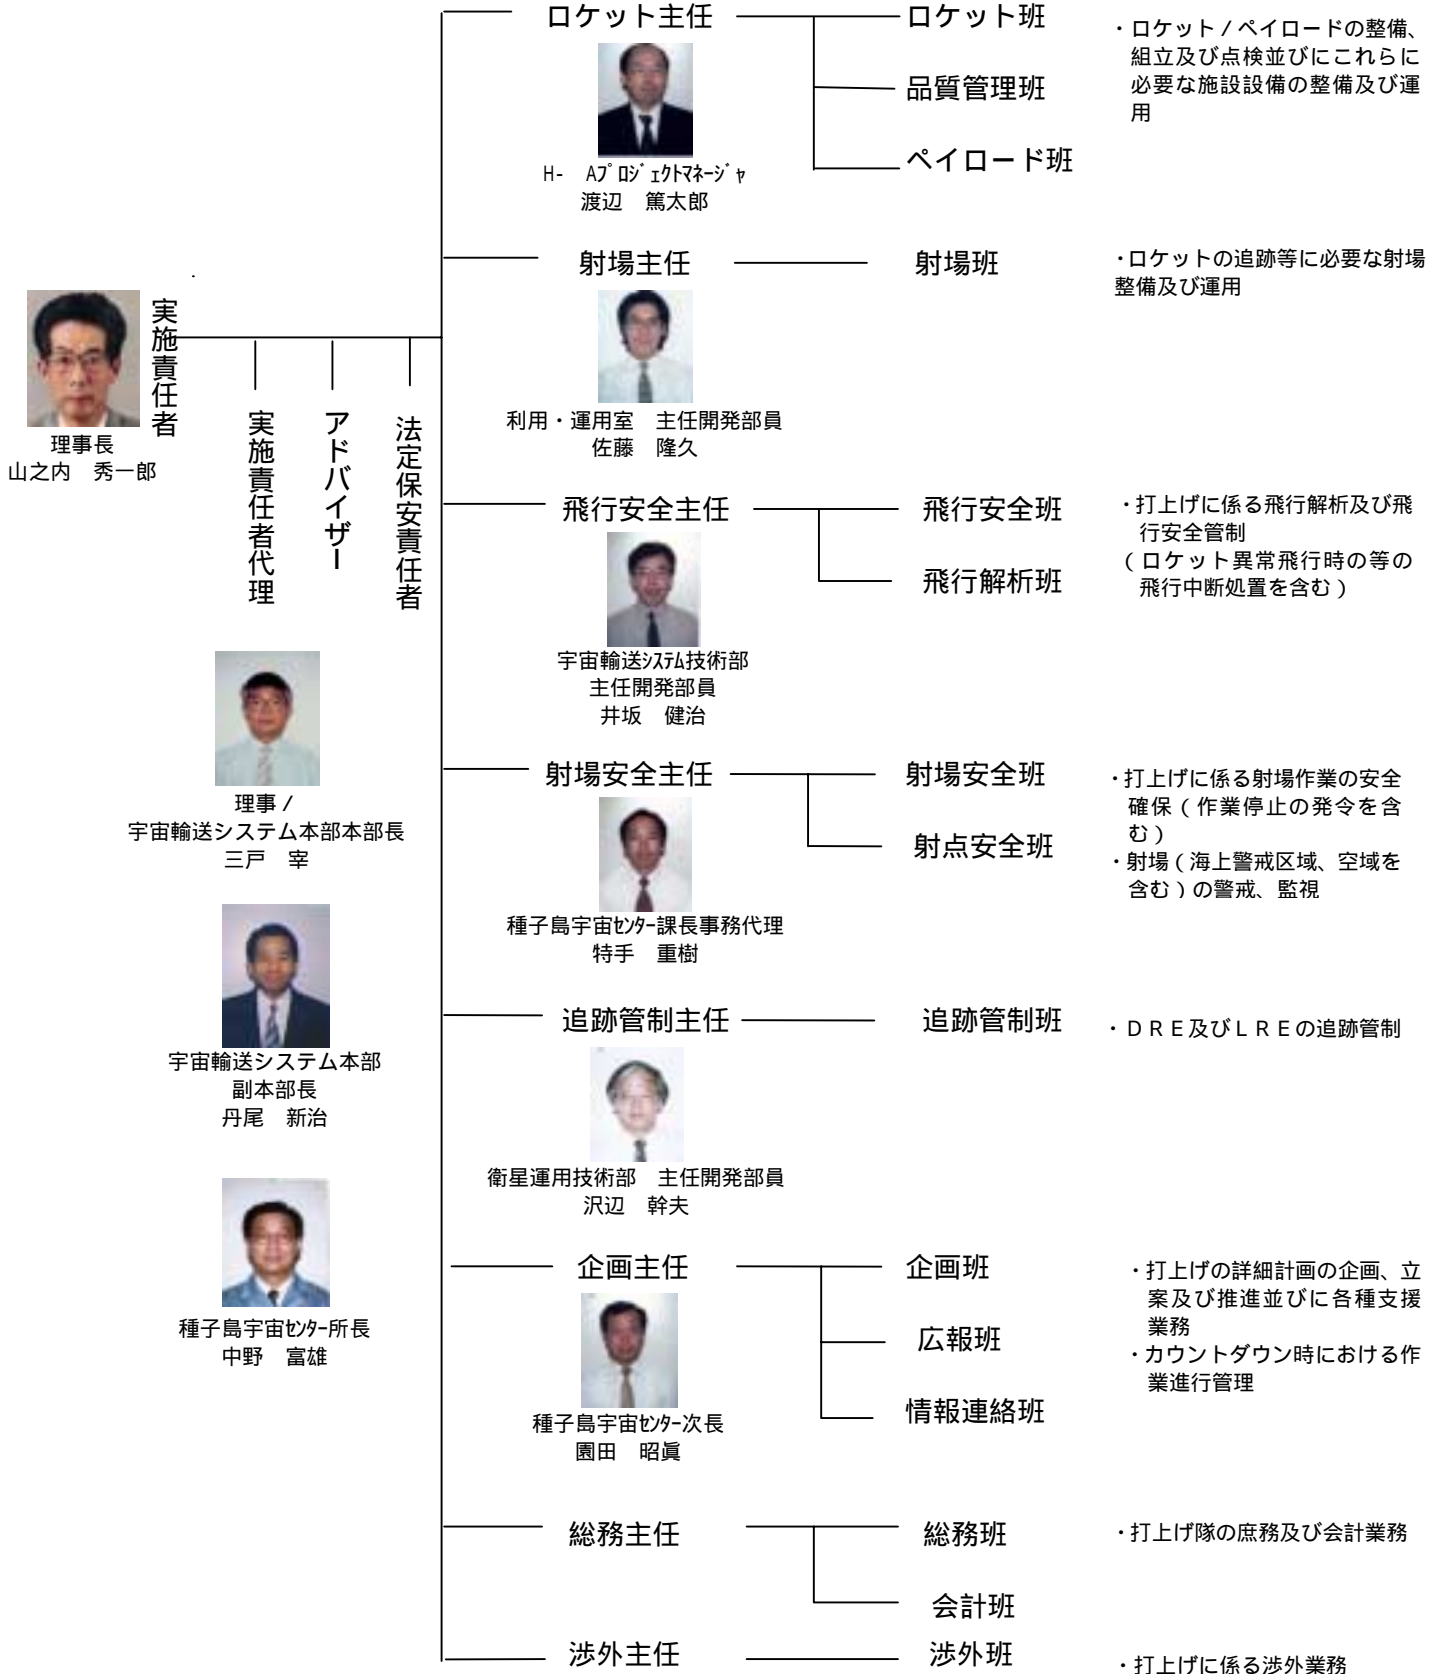 実施責任者
理事長
山之内 秀一郎
実施責任者代理
アドバイザー
法定保安責任者
理事 /
宇宙輸送システム本部本部長
三戸 宰
宇宙輸送システム本部
副本部長
丹尾 新治
種子島宇宙ｾﾝﾀｰ所長
中野 富雄
ロケット主任
H- Aﾌﾟﾛｼﾞｪｸﾄﾏﾈｰｼﾞｬ
渡辺 篤太郎
ロケット班
品質管理班
ペイロード班
・ロケット / ペイロードの整備、
組立及び点検並びにこれらに
必要な施設設備の整備及び運
用
射場主任
利用・運用室 主任開発部員
佐藤 隆久
射場班
・ロケットの追跡等に必要な射場
整備及び運用
飛行安全主任
宇宙輸送ｼｽﾃﾑ技術部
主任開発部員
井坂 健治
飛行安全班
飛行解析班
・打上げに係る飛行解析及び飛
行安全管制
(ロケット異常飛行時の等の
飛行中断処置を含む)
射場安全主任
種子島宇宙ｾﾝﾀｰ課長事務代理
特手 重樹
射場安全班
射点安全班
・打上げに係る射場作業の安全
確保(作業停止の発令を含
む)
・射場(海上警戒区域、空域を
含む)の警戒、監視
追跡管制主任
衛星運用技術部 主任開発部員
沢辺 幹夫
追跡管制班
・ＤＲＥ及びＬＲＥの追跡管制
企画主任
種子島宇宙ｾﾝﾀｰ次長
園田 昭眞
企画班
広報班
情報連絡班
・打上げの詳細計画の企画、立
案及び推進並びに各種支援
業務
・カウントダウン時における作
業進行管理
総務主任
総務班
会計班
・打上げ隊の庶務及び会計業務
渉外主任
渉外班
・打上げに係る渉外業務